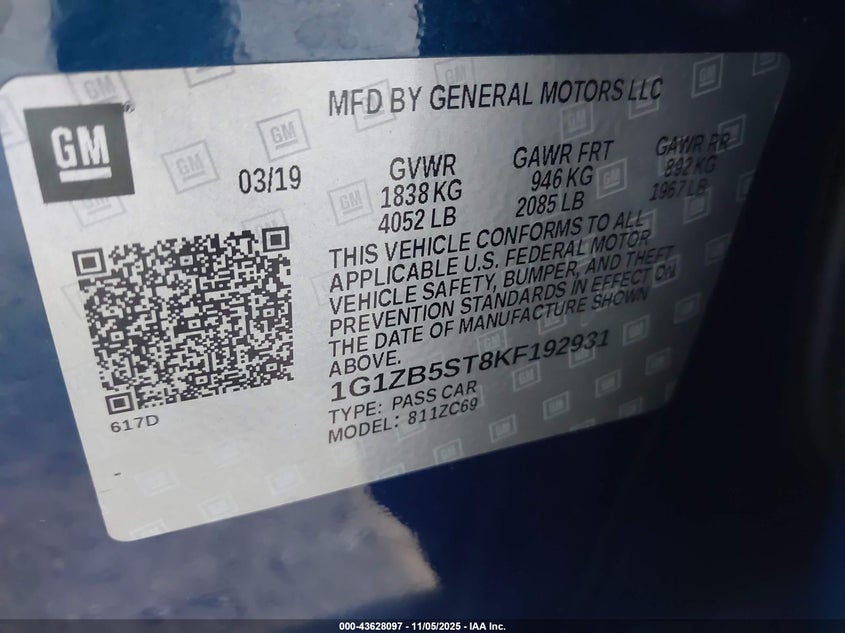 GM
MFD BY GENERAL MOTORS LLC
03/19
GVWR
1838 KG
4052 LB
GAWR FRT
946 KG
2085 LB
GAWR RR
892 KG
1967 LB
THIS VEHICLE CONFORMS TO ALL
APPLICABLE U.S. FEDERAL MOTOR
VEHICLE SAFETY, BUMPER, AND THEFT
PREVENTION STANDARDS IN EFFECT ON
THE DATE OF MANUFACTURE SHOWN
ABOVE.
1G1ZB5ST8KF192931
TYPE: PASS CAR
MODEL: 811ZC69
617D
000-43628097 - 11/05/2025 - IAA Inc.